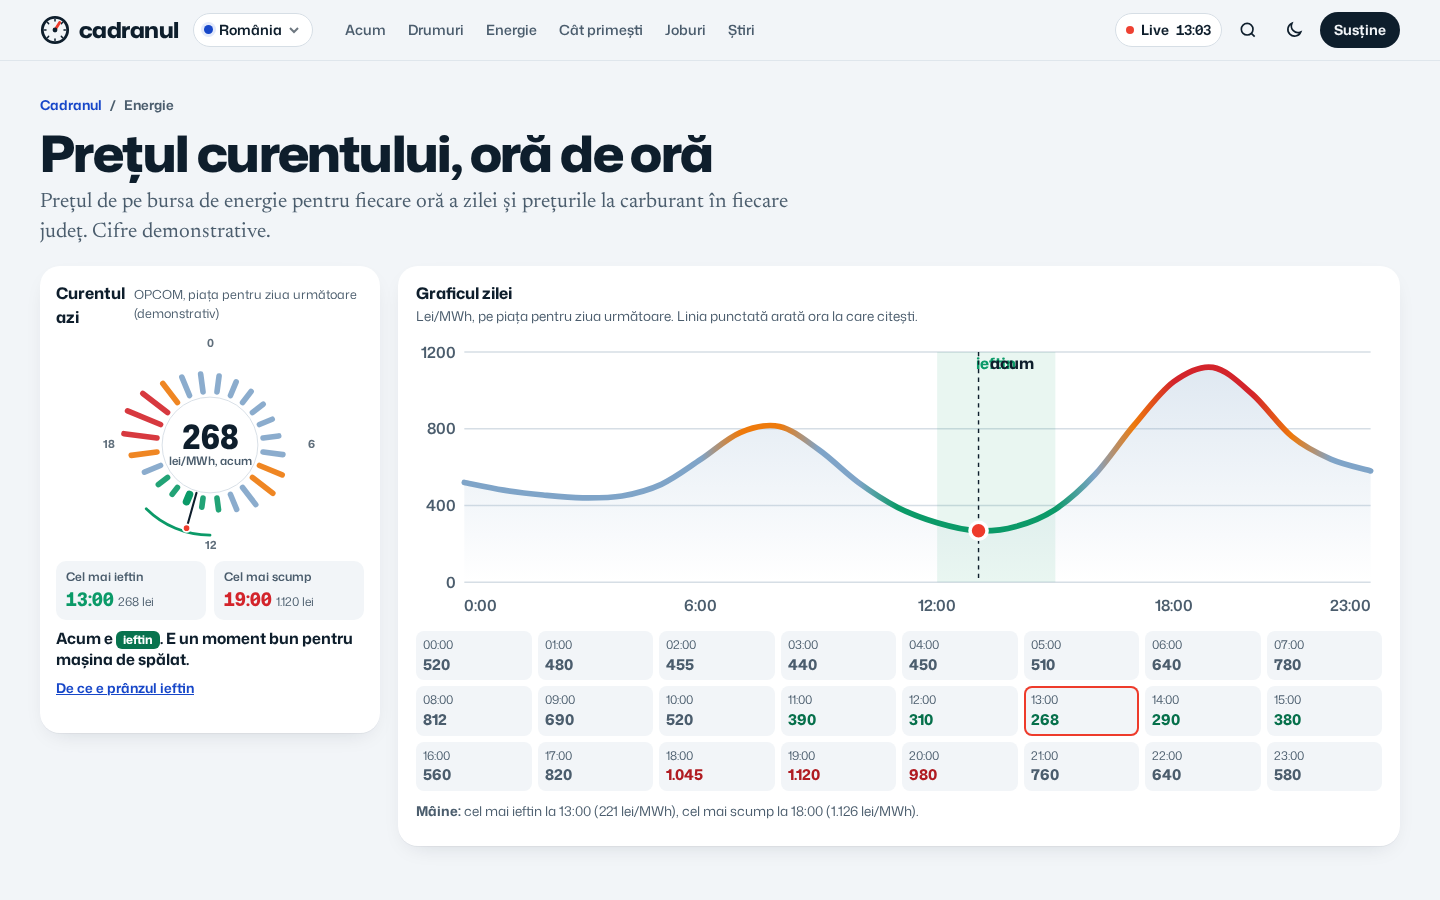 cadranul România Acum Drumuri Energie Cât primești Joburi Știri Live 13:03 Susține
Cadranul / Energie
Prețul curentului, oră de oră
Prețul de pe bursa de energie pentru fiecare oră a zilei și prețurile la carburant în fiecare
județ. Cifre demonstrative.
Curentul
azi
OPCOM, piața pentru ziua următoare
(demonstrativ)
0
18
6
268
lei/MWh, acum
12
Cel mai ieftin
13:00 268 lei
Cel mai scump
19:00 1.120 lei
Acum e Ieftin. E un moment bun pentru
mașina de spălat.
De ce e prânzul ieftin
Graficul zilei
Lei/MWh, pe piața pentru ziua următoare. Linia punctată arată ora la care citești.
1200
ieftin
acum
800
400
0
0:00 6:00 12:00 18:00 23:00
00:00 01:00 02:00 03:00 04:00 05:00 06:00 07:00
520 480 455 440 450 510 640 780
08:00 09:00 10:00 11:00 12:00 13:00 14:00 15:00
812 690 520 390 310 268 290 380
16:00 17:00 18:00 19:00 20:00 21:00 22:00 23:00
560 820 1.045 1.120 980 760 640 580
Mâine: cel mai ieftin la 13:00 (221 lei/MWh), cel mai scump la 18:00 (1.126 lei/MWh).